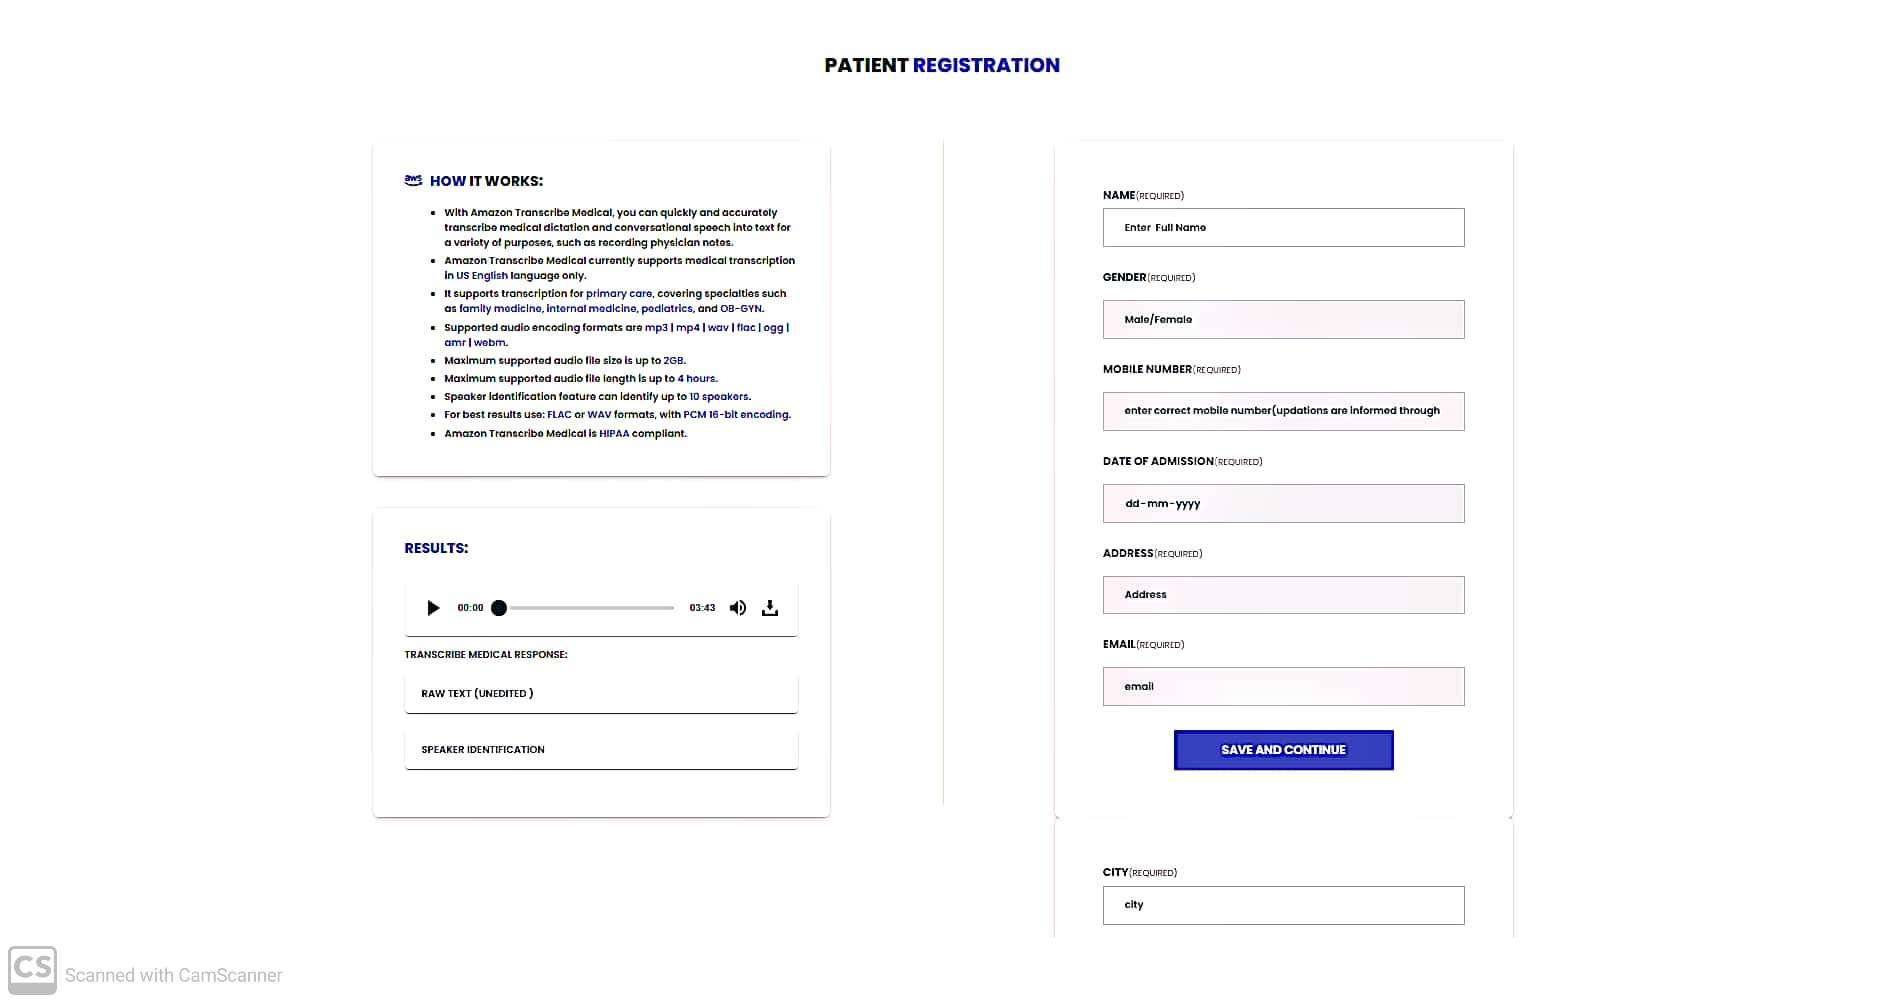 PATIENT REGISTRATION
aws HOW IT WORKS:
• With Amazon Transcribe Medical, you can quickly and accurately
transcribe medical dictation and conversational speech into text for
a variety of purposes, such as recording physician notes.
• Amazon Transcribe Medical currently supports medical transcription
in US English language only.
• It supports transcription for primary care, covering specialties such
as family medicine, internal medicine, pediatrics, and OB-GYN.
• Supported audio encoding formats are mp3 | mp4 | wav | flac | ogg |
amr | webm.
• Maximum supported audio file size is up to 2GB.
• Maximum supported audio file length is up to 4 hours.
• Speaker identification feature can identify up to 10 speakers.
• For best results use: FLAC or WAV formats, with PCM 16-bit encoding.
• Amazon Transcribe Medical is HIPAA compliant.
RESULTS:
00:00 03:43
TRANSCRIBE MEDICAL RESPONSE:
RAW TEXT (UNEDITED )
SPEAKER IDENTIFICATION
NAME(REQUIRED)
Enter Full Name
GENDER(REQUIRED)
Male/Female
MOBILE NUMBER(REQUIRED)
enter correct mobile number(updations are informed through
DATE OF ADMISSION(REQUIRED)
dd-mm-yyyy
ADDRESS(REQUIRED)
Address
EMAIL(REQUIRED)
email
SAVE AND CONTINUE
CITY(REQUIRED)
city
CS Scanned with CamScanner